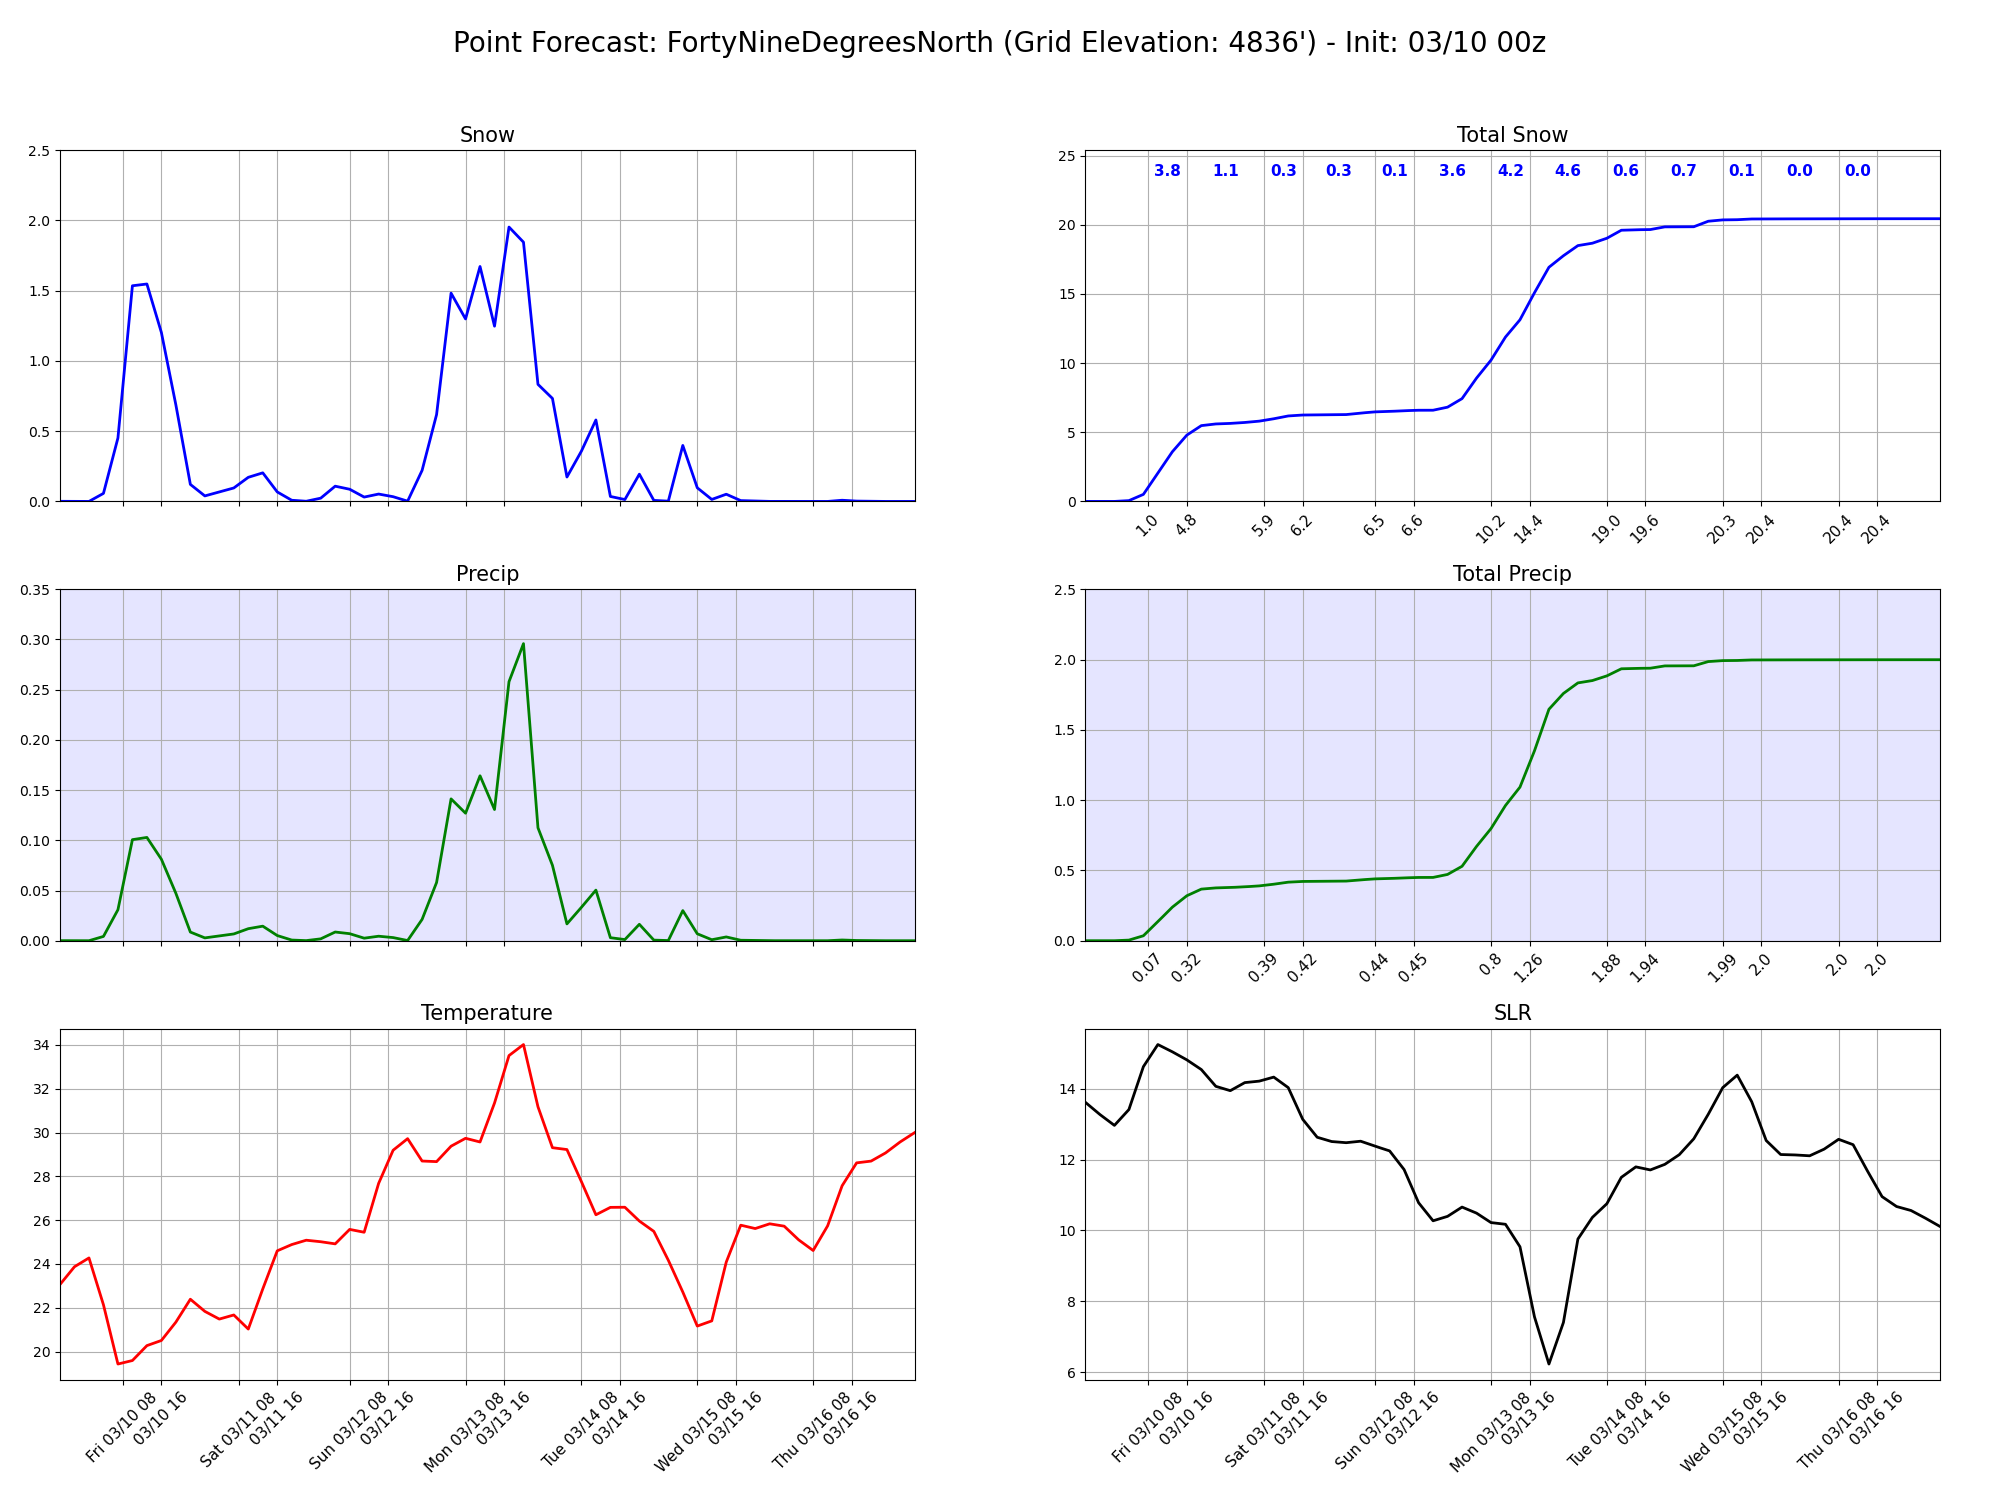 Point Forecast: FortyNineDegreesNorth (Grid Elevation: 4836') - Init: 03/10 00z
Snow
2.5
2.0
1.5
1.0
0.5
0.0
Total Snow
3.8 1.1 0.3 0.3 0.1 3.6 4.2 4.6 0.6 0.7 0.1 0.0 0.0
25
20
15
10
5
0
1.0 4.8 5.9 6.2 6.5 6.6 10.2 14.4 19.0 19.6 20.3 20.4 20.4 20.4
Precip
0.35
0.30
0.25
0.20
0.15
0.10
0.05
0.00
Total Precip
2.5
2.0
1.5
1.0
0.5
0.0
0.07 0.32 0.39 0.42 0.44 0.45 0.8 1.26 1.88 1.94 1.99 2.0 2.0 2.0
Temperature
34
32
30
28
26
24
22
20
Fri 03/10 08
03/10 16
Sat 03/11 08
03/11 16
Sun 03/12 08
03/12 16
Mon 03/13 08
03/13 16
Tue 03/14 08
03/14 16
Wed 03/15 08
03/15 16
Thu 03/16 08
03/16 16
SLR
14
12
10
8
6
Fri 03/10 08
03/10 16
Sat 03/11 08
03/11 16
Sun 03/12 08
03/12 16
Mon 03/13 08
03/13 16
Tue 03/14 08
03/14 16
Wed 03/15 08
03/15 16
Thu 03/16 08
03/16 16